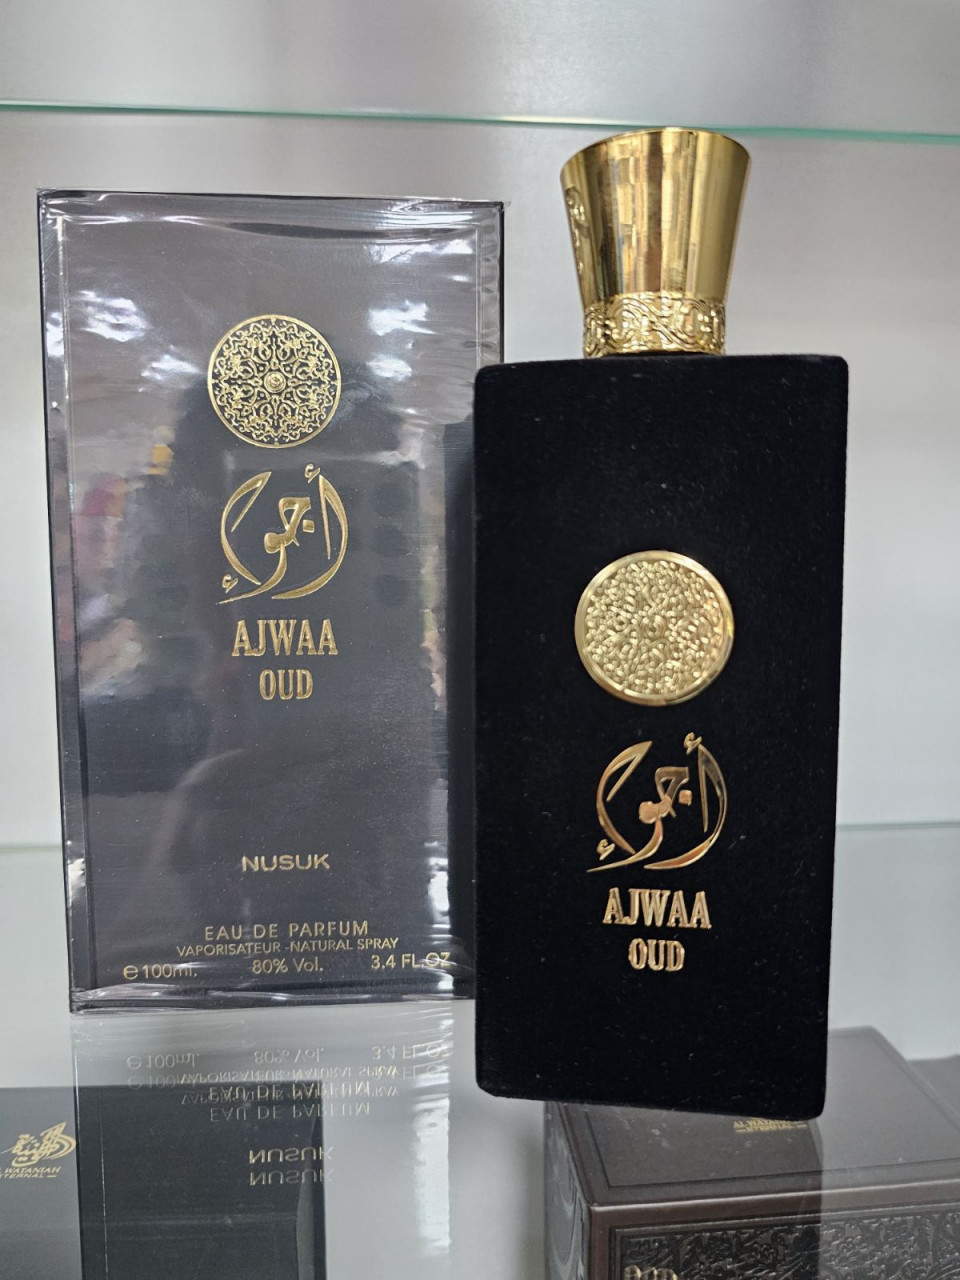 أجواء
AJWAA
OUD
NUSUK
EAU DE PARFUM
VAPORISATEUR - NATURAL SPRAY
e 100ml. 80% Vol. 3.4 FL.OZ
أجواء
AJWAA
OUD